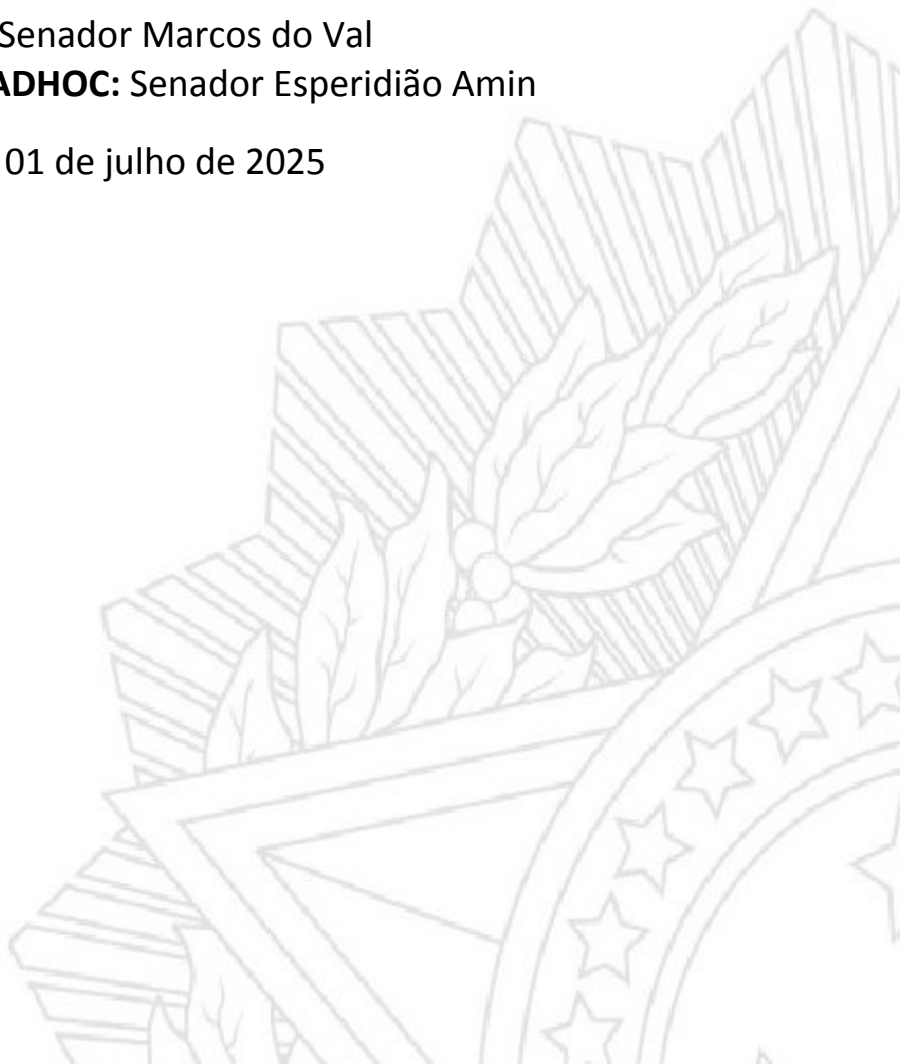 Senador Marcos do Val
ADHOC: Senador Esperidião Amin
01 de julho de 2025